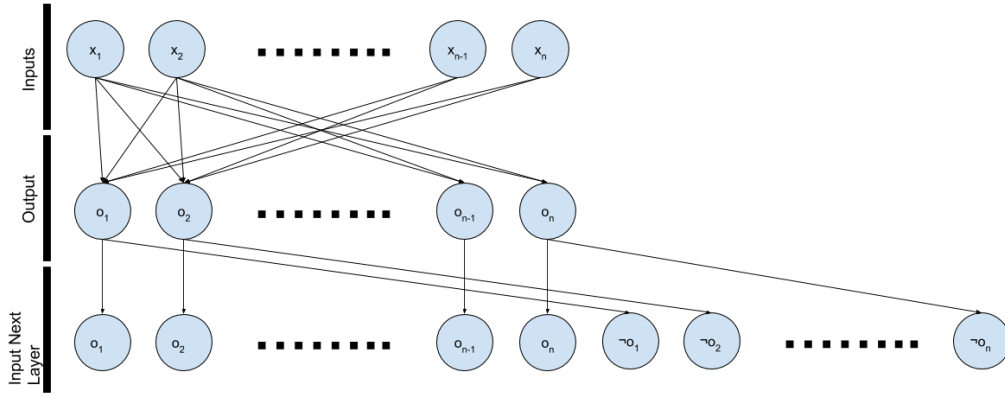 Inputs
x₁ x₂ xₙ₋₁ xₙ
Output
o₁ o₂ oₙ₋₁ oₙ
Input Next
Layer
o₁ o₂ oₙ₋₁ oₙ ¬o₁ ¬o₂ ¬oₙ